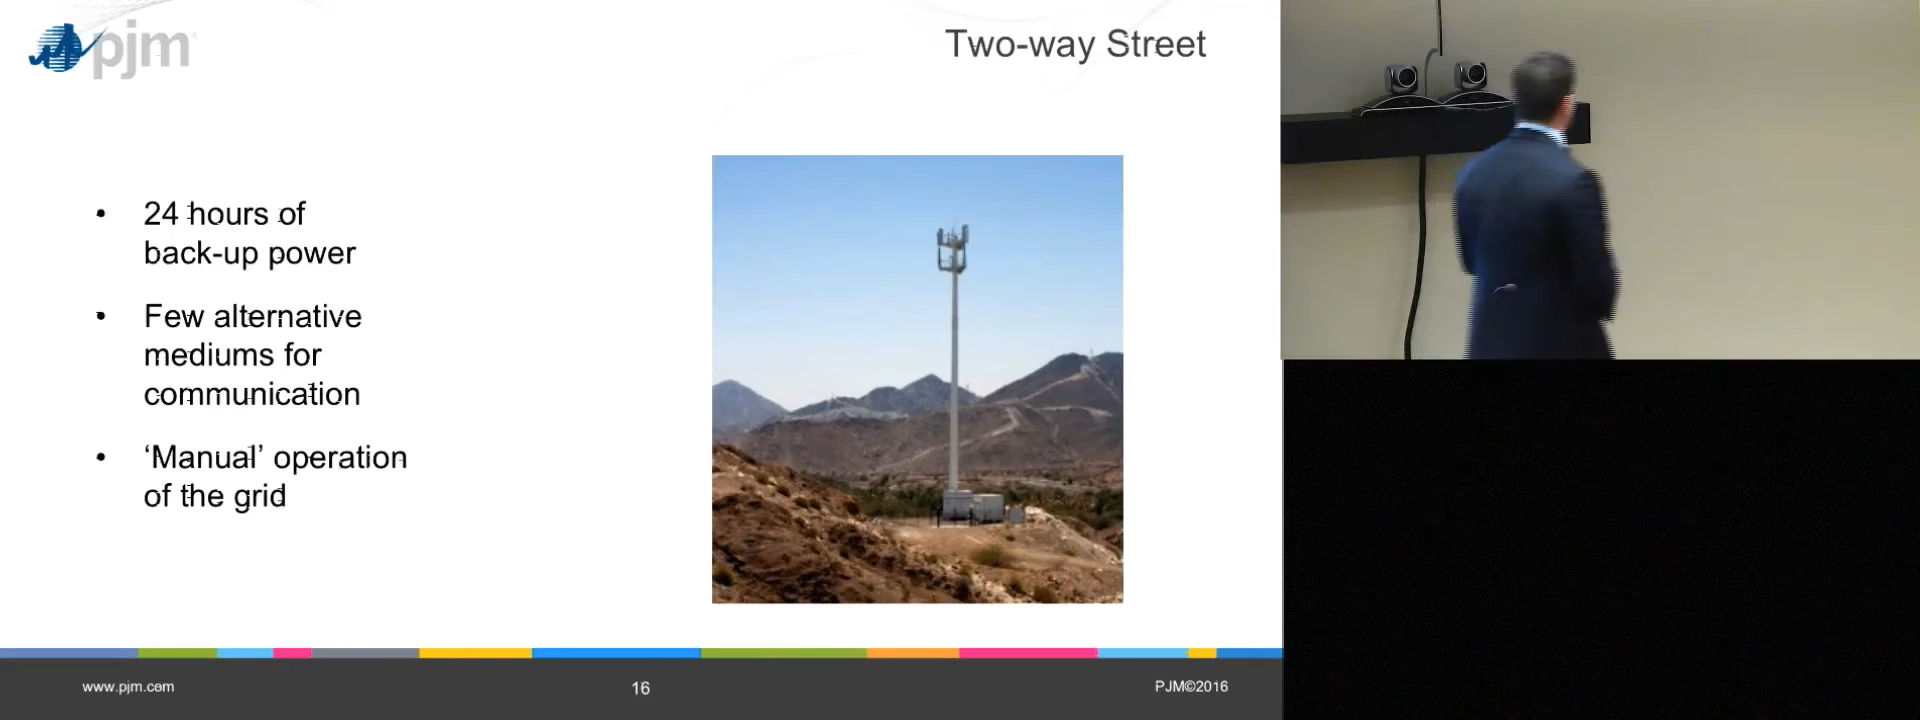 pjm
Two-way Street
• 24 hours of
back-up power
• Few alternative
mediums for
communication
• ‘Manual’ operation
of the grid
www.pjm.com
16
PJM©2016